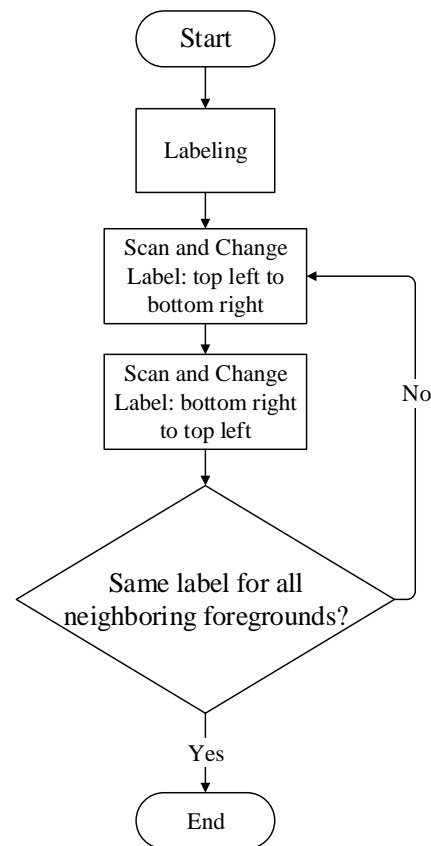 Start
Labeling
Scan and Change
Label: top left to
bottom right
Scan and Change
Label: bottom right
to top left
No
Same label for all
neighboring foregrounds?
Yes
End